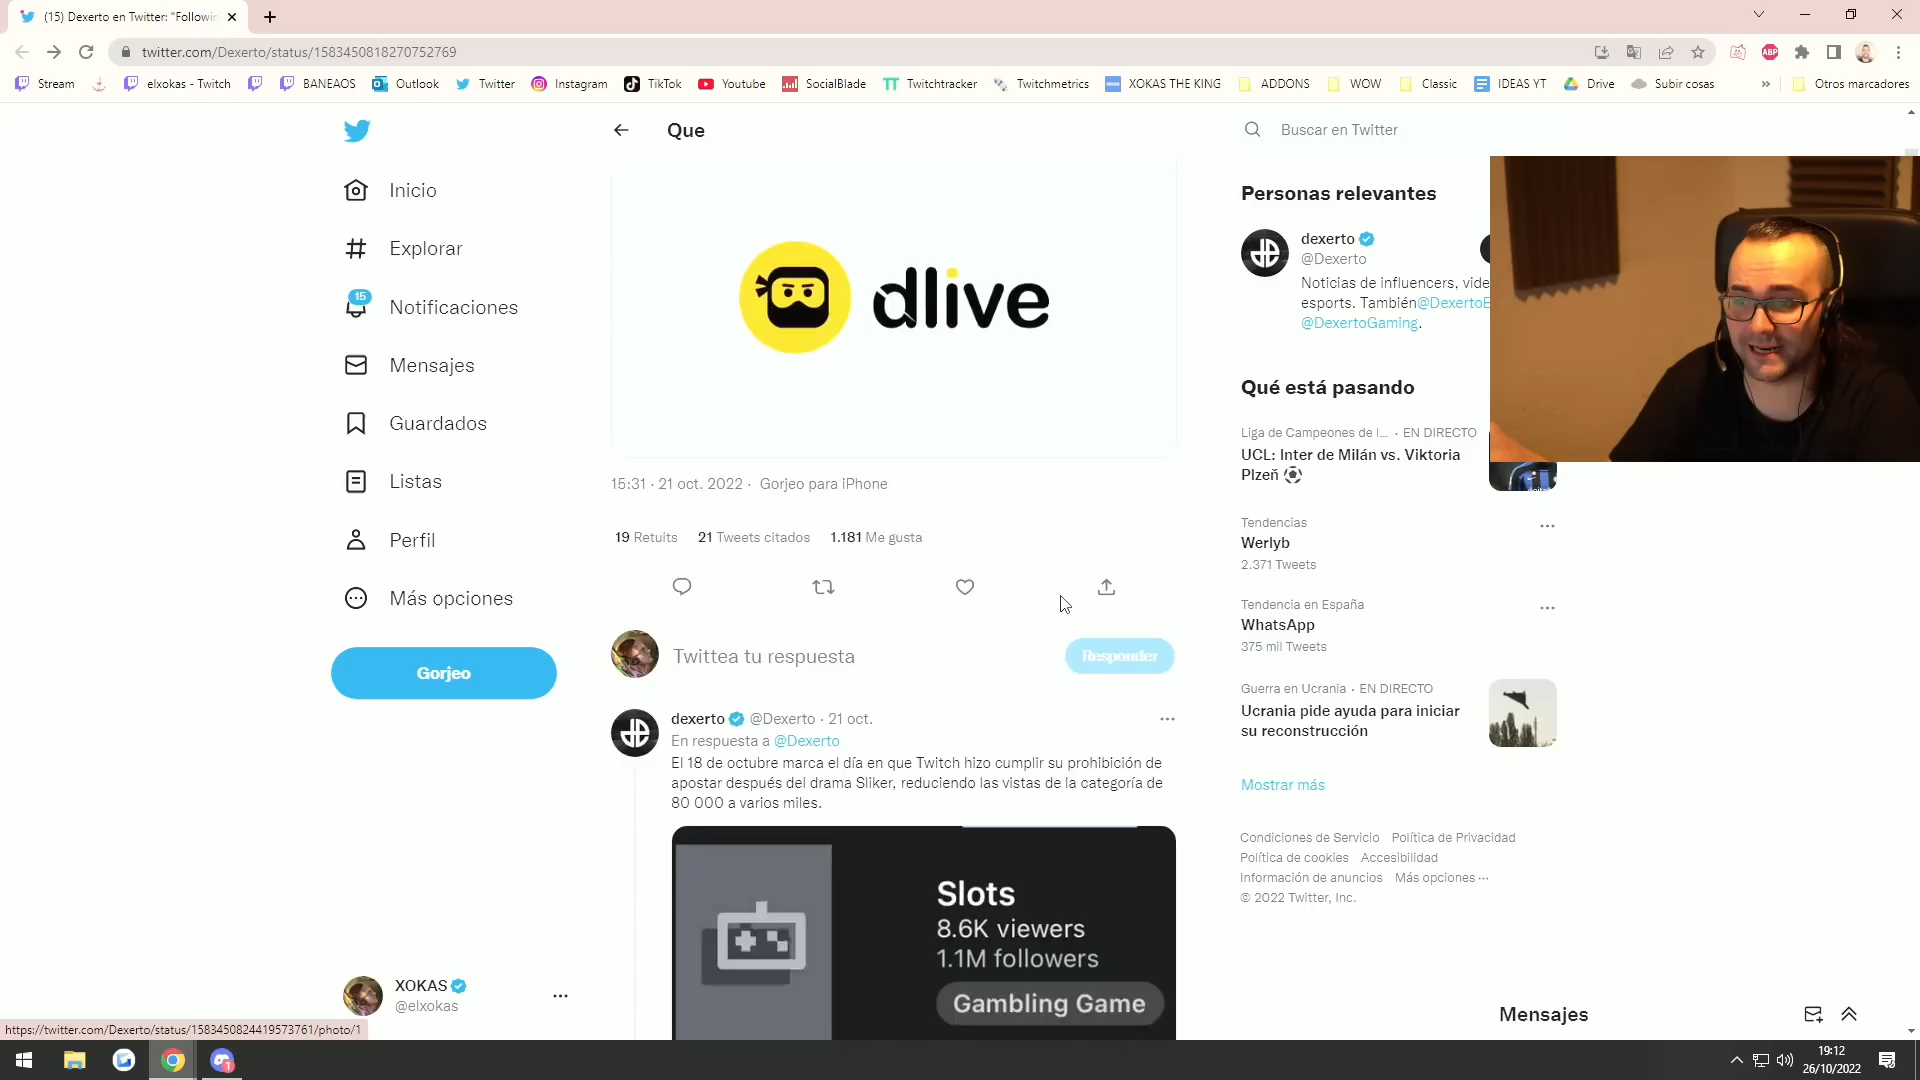 (15) Dexerto en Twitter: "Followin
twitter.com/Dexerto/status/1583450818270752769
ABP
Stream
elxokas - Twitch
BANEAOS
Outlook
Twitter
Instagram
TikTok
Youtube
SocialBlade
Twitchtracker
Twitchmetrics
XOKAS THE KING
ADDONS
WOW
Classic
IDEAS YT
Drive
Subir cosas
»
Otros marcadores
Inicio
Explorar
15
Notificaciones
Mensajes
Guardados
Listas
Perfil
Más opciones
Gorjeo
XOKAS
@elxokas
Que
dlive
15:31 · 21 oct. 2022 · Gorjeo para iPhone
19 Retuits 21 Tweets citados 1.181 Me gusta
Twittea tu respuesta
Responder
dexerto @Dexerto · 21 oct.
En respuesta a @Dexerto
El 18 de octubre marca el día en que Twitch hizo cumplir su prohibición de
apostar después del drama Sliker, reduciendo las vistas de la categoría de
80 000 a varios miles.
Slots
8.6K viewers
1.1M followers
Gambling Game
Buscar en Twitter
Personas relevantes
dexerto
@Dexerto
Noticias de influencers, vide
esports. También@DexertoE
@DexertoGaming.
Qué está pasando
Liga de Campeones de l... · EN DIRECTO
UCL: Inter de Milán vs. Viktoria
Plzeň
Tendencias
Werlyb
2.371 Tweets
Tendencia en España
WhatsApp
375 mil Tweets
Guerra en Ucrania · EN DIRECTO
Ucrania pide ayuda para iniciar
su reconstrucción
Mostrar más
Condiciones de Servicio Política de Privacidad
Política de cookies Accesibilidad
Información de anuncios Más opciones ···
© 2022 Twitter, Inc.
Mensajes
https://twitter.com/Dexerto/status/1583450824419573761/photo/1
1
19:12
26/10/2022